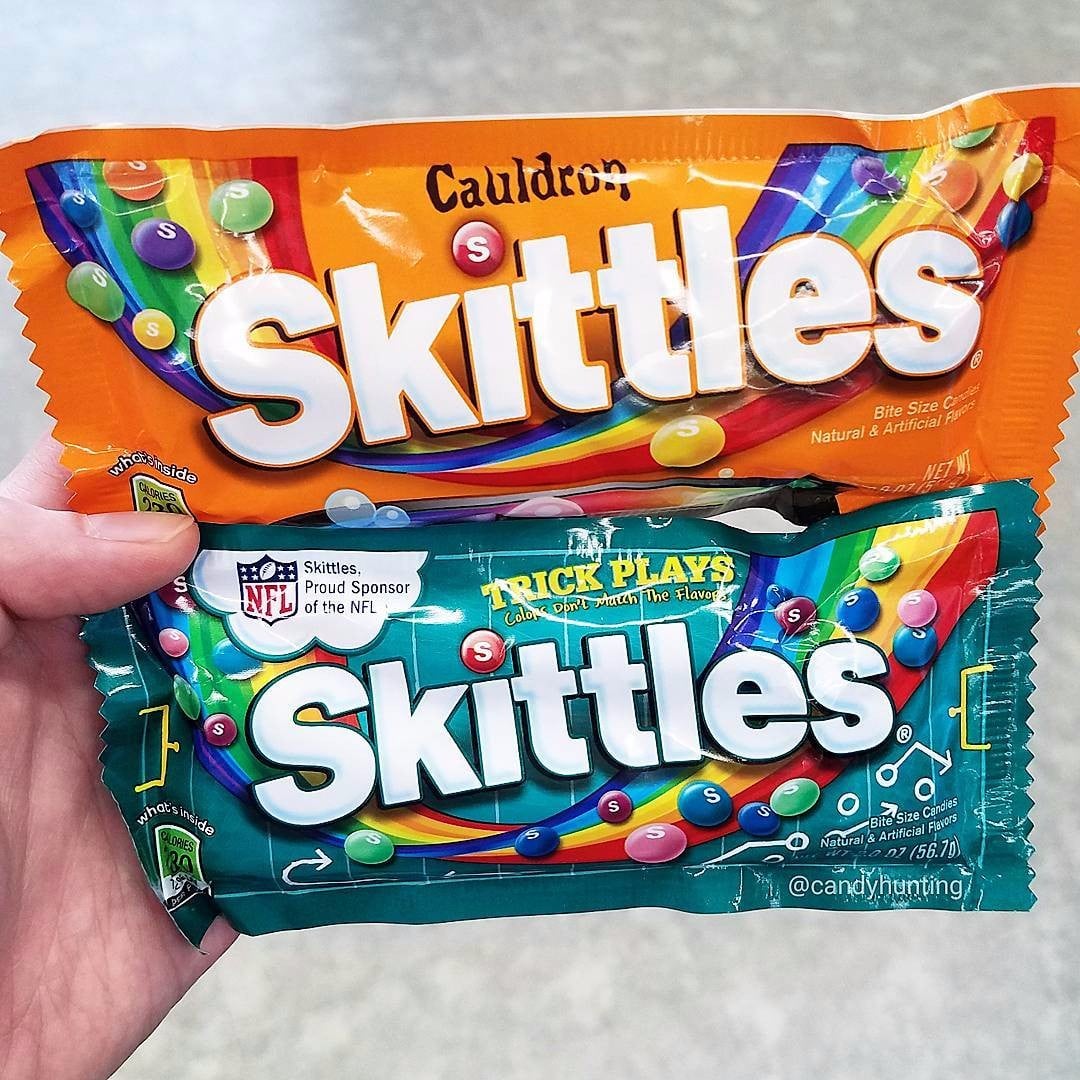 Cauldron
Skittles®
Bite Size Candies
Natural & Artificial Flavors
NET WT
what's inside
CALORIES
230
NFL
Skittles,
Proud Sponsor
of the NFL
TRICK PLAYS
Colors Don't Match The Flavors
Skittles®
what's inside
CALORIES
Bite Size Candies
Natural & Artificial Flavors
(56.7g)
@candyhunting